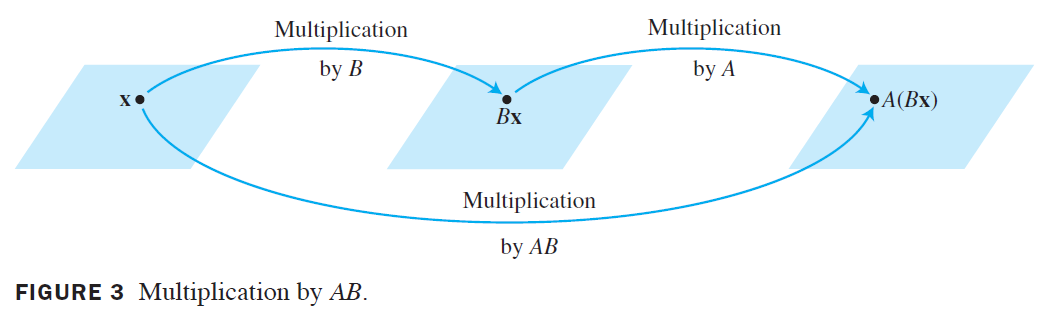 Multiplication
by B
Multiplication
by A
x
Bx
A(Bx)
Multiplication
by AB
FIGURE 3 Multiplication by AB.